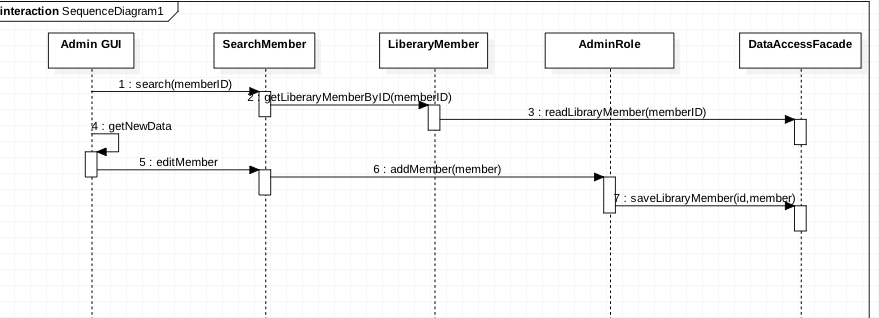 interaction SequenceDiagram1
Admin GUI
SearchMember
LiberaryMember
AdminRole
DataAccessFacade
1 : search(memberID)
2 : getLiberaryMemberByID(memberID)
3 : readLibraryMember(memberID)
4 : getNewData
5 : editMember
6 : addMember(member)
7 : saveLibraryMember(id,member)